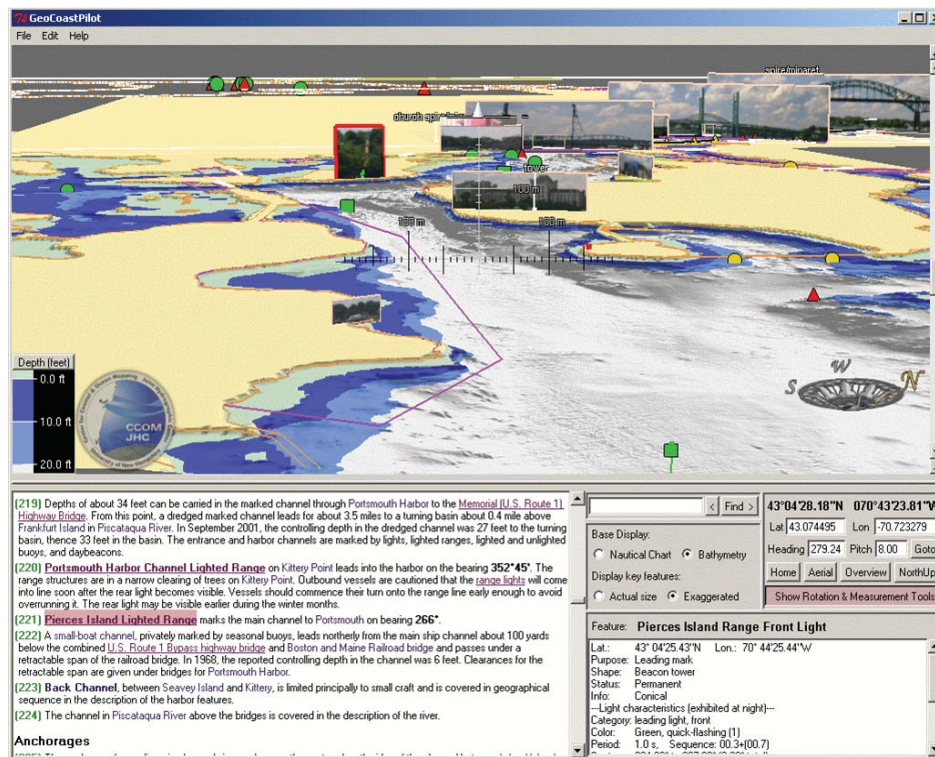 GeoCoastPilot
File Edit Help
spire/minaret
church spire
tower
100 m
100 m
100 m
S W N
Depth (feet)
0.0 ft
10.0 ft
20.0 ft
CCOM
JHC
(219) Depths of about 34 feet can be carried in the marked channel through Portsmouth Harbor to the Memorial (U.S. Route 1)
Highway Bridge. From this point, a dredged marked channel leads for about 3.5 miles to a turning basin about 0.4 mile above
Frankfurt Island in Piscataqua River. In September 2001, the controlling depth in the dredged channel was 27 feet to the turning
basin, thence 33 feet in the basin. The entrance and harbor channels are marked by lights, lighted ranges, lighted and unlighted
buoys, and daybeacons.
(220) Portsmouth Harbor Channel Lighted Range on Kittery Point leads into the harbor on the bearing 352°45'. The
range structures are in a narrow clearing of trees on Kittery Point. Outbound vessels are cautioned that the range lights will come
into line soon after the rear light becomes visible. Vessels should commence their turn onto the range line early enough to avoid
overrunning it. The rear light may be visible earlier during the winter months.
(221) Pierces Island Lighted Range marks the main channel to Portsmouth on bearing 266°.
(222) A small-boat channel, privately marked by seasonal buoys, leads northerly from the main ship channel about 100 yards
below the combined U.S. Route 1 Bypass highway bridge and Boston and Maine Railroad bridge and passes under a
retractable span of the railroad bridge. In 1968, the reported controlling depth in the channel was 6 feet. Clearances for the
retractable span are given under bridges for Portsmouth Harbor.
(223) Back Channel, between Seavey Island and Kittery, is limited principally to small craft and is covered in geographical
sequence in the description of the harbor features.
(224) The channel in Piscataqua River above the bridges is covered in the description of the river.
Anchorages
< Find >
Base Display:
Nautical Chart Bathymetry
Display key features:
Actual size Exaggerated
43°04'28.18"N 070°43'23.81"W
Lat 43.074495 Lon -70.723279
Heading 279.24 Pitch 8.00 Goto
Home Aerial Overview NorthUp
Show Rotation & Measurement Tools
Feature: Pierces Island Range Front Light
Lat.: 43° 04'25.43"N Lon.: 70° 44'25.44"W
Purpose: Leading mark
Shape: Beacon tower
Status: Permanent
Info: Conical
---Light characteristics (exhibited at night)---
Category: leading light, front
Color: Green, quick-flashing (1)
Period: 1.0 s, Sequence: 00.3+(00.7)